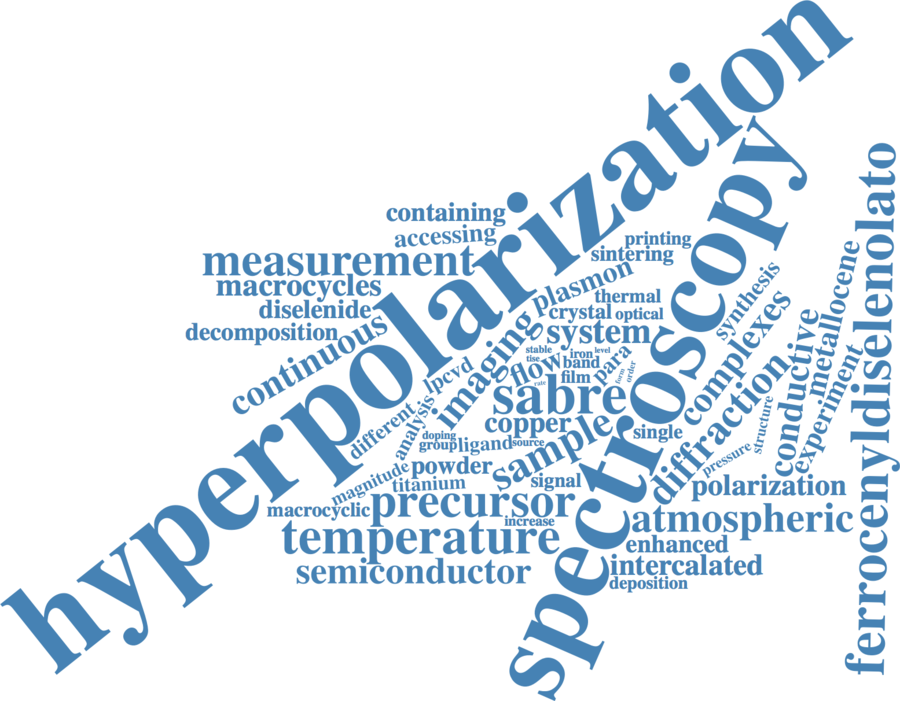 hyperpolarization
spectroscopy
ferrocenyldiselenolato
containing
accessing
measurement
macrocycles
diselenide
decomposition
continuous
printing
sintering
plasmon
thermal
crystal
optical
system
imaging
synthesis
complexes
metallocene
conductive
experiment
diffraction
structure
pressure
stable
tise
iron
level
flow
band
para
film
rate
form
order
lpcvd
different
analysis
sabre
copper
sample
single
doping
group
ligand
source
magnitude
powder
titanium
signal
macrocyclic
precursor
increase
polarization
temperature
atmospheric
enhanced
semiconductor
intercalated
deposition